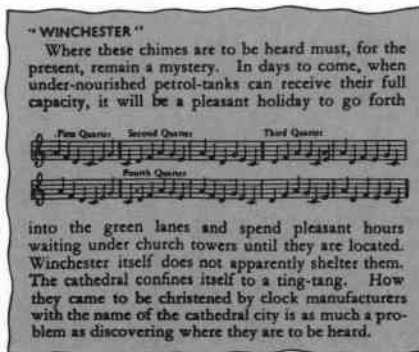 "WINCHESTER"
Where these chimes are to be heard must, for the
present, remain a mystery. In days to come, when
under-nourished petrol-tanks can receive their full
capacity, it will be a pleasant holiday to go forth
First Quarter Second Quarter Third Quarter
Fourth Quarter
into the green lanes and spend pleasant hours
waiting under church towers until they are located.
Winchester itself does not apparently shelter them.
The cathedral confines itself to a ting-tang. How
they came to be christened by clock manufacturers
with the name of the cathedral city is as much a pro-
blem as discovering where they are to be heard.